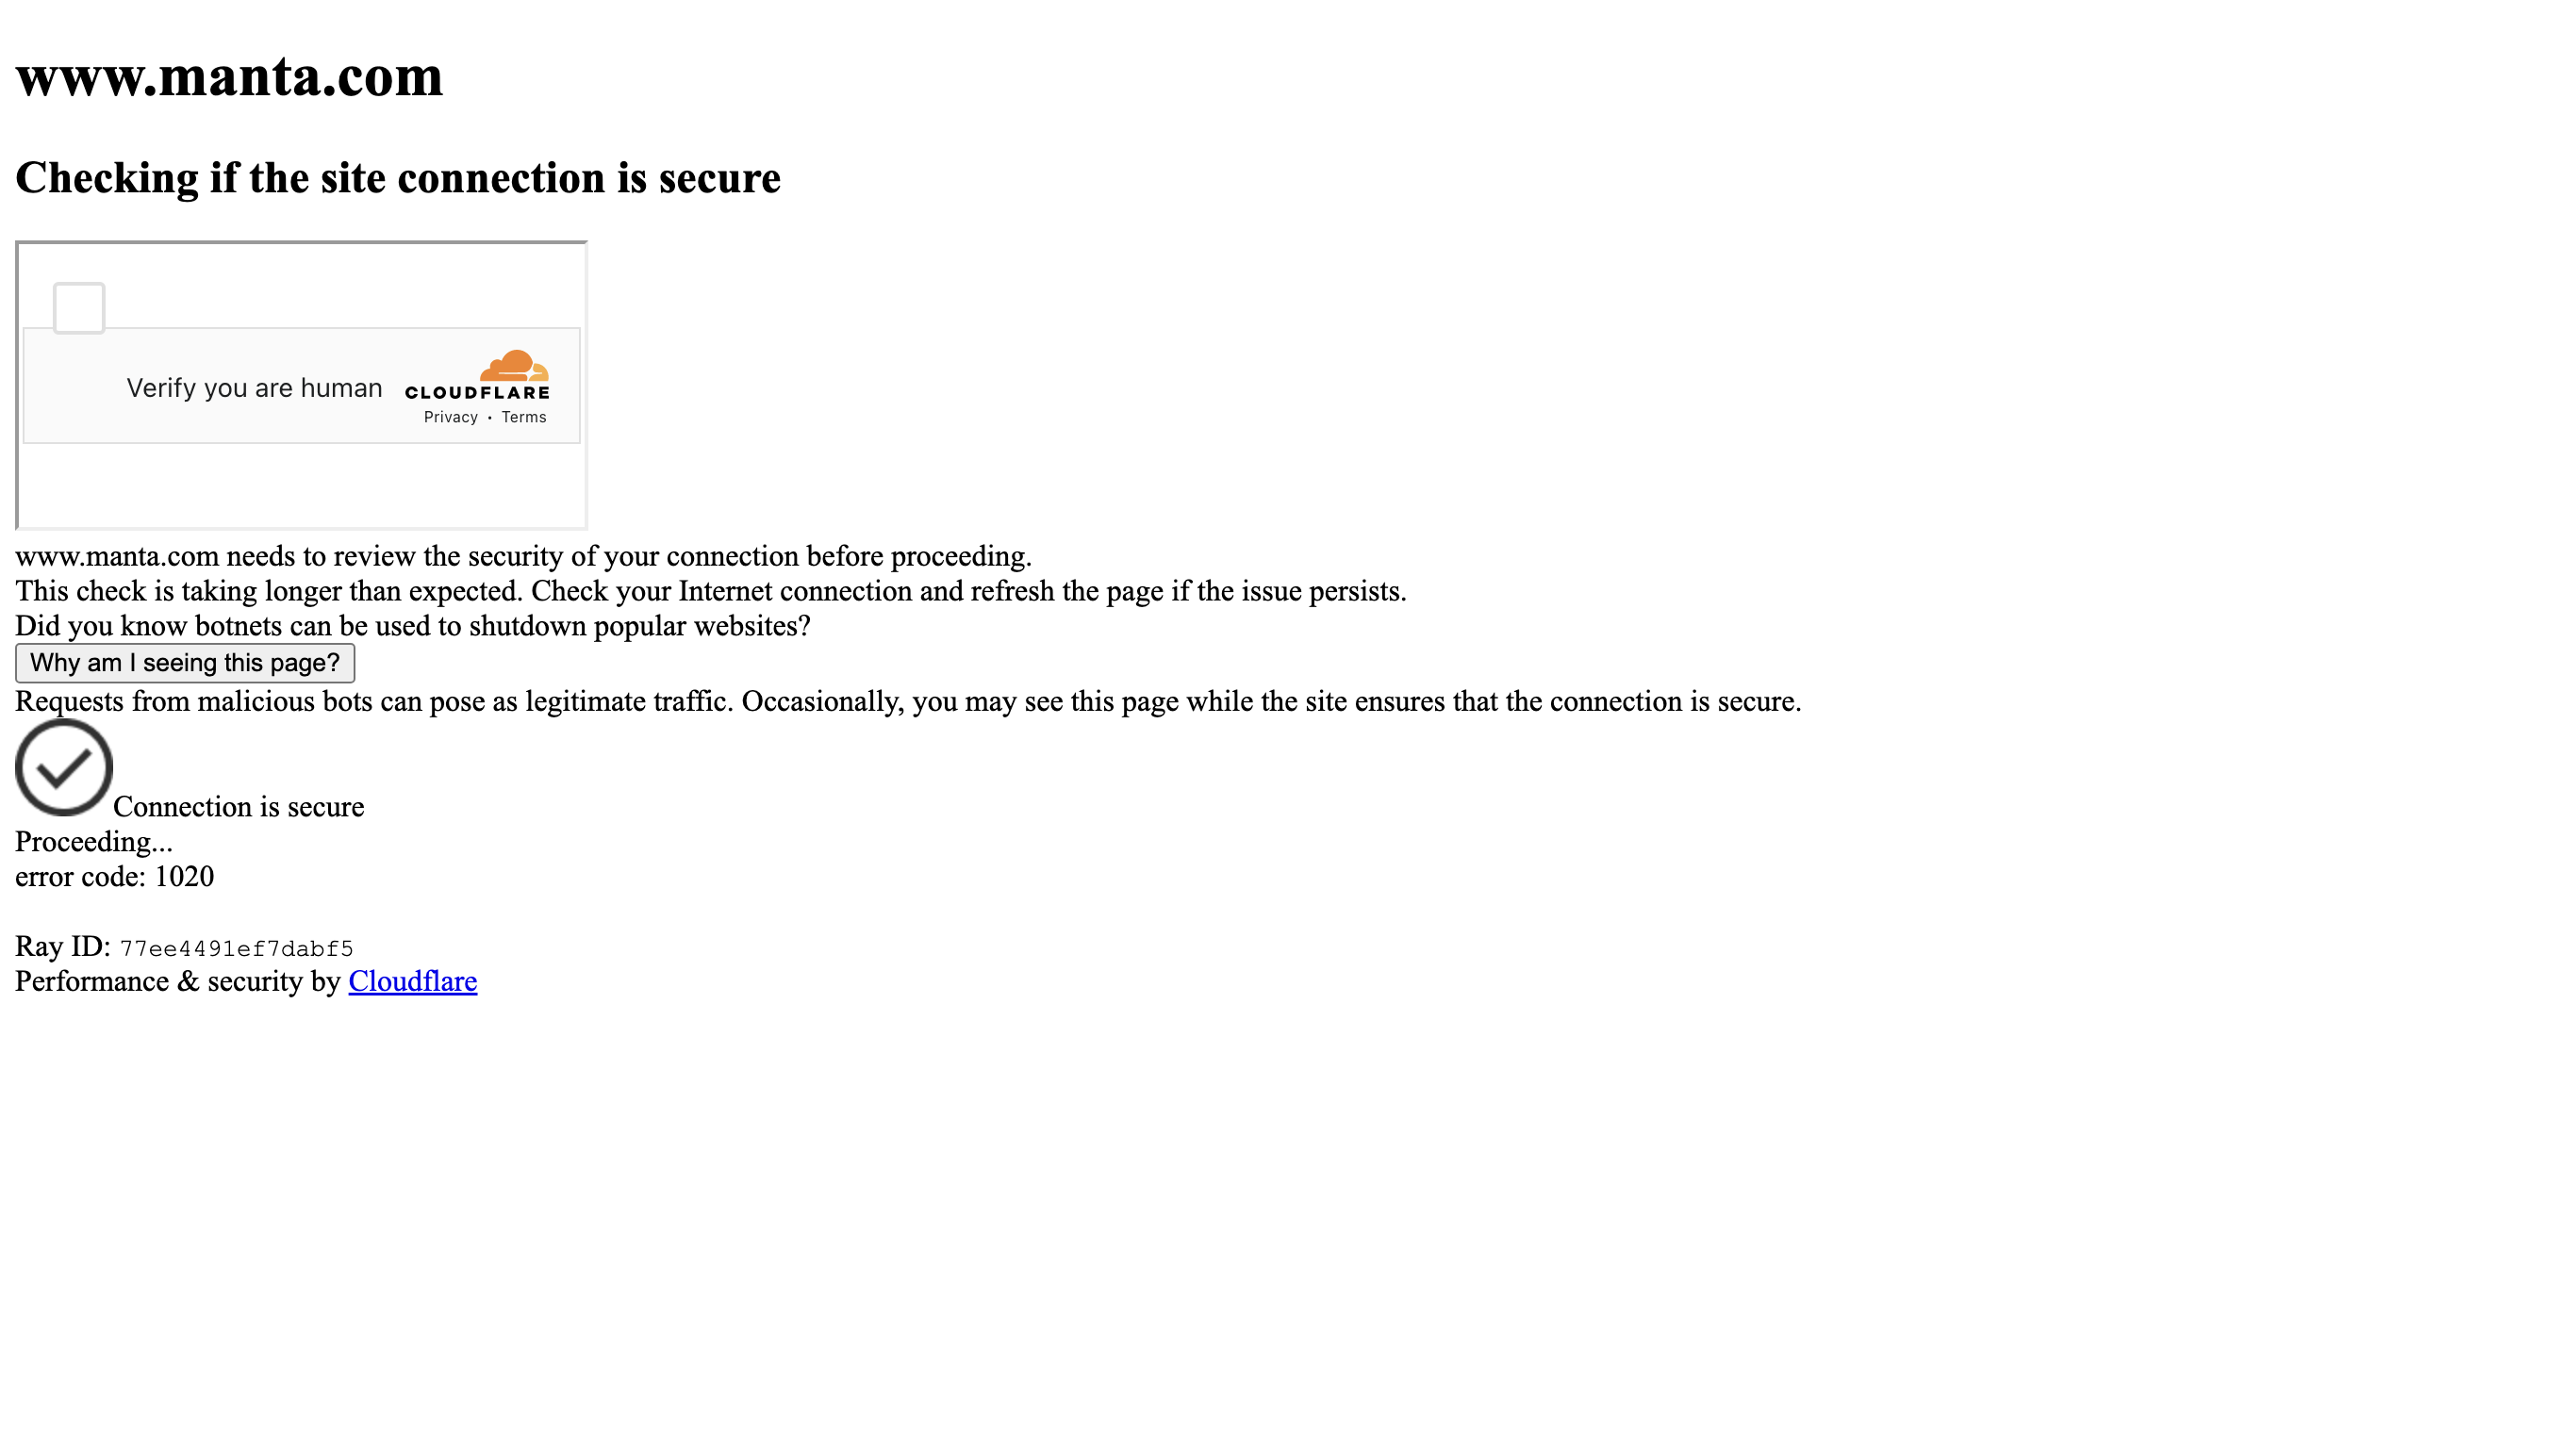 www.manta.com
Checking if the site connection is secure
Verify you are human
CLOUDFLARE
Privacy • Terms
www.manta.com needs to review the security of your connection before proceeding.
This check is taking longer than expected. Check your Internet connection and refresh the page if the issue persists.
Did you know botnets can be used to shutdown popular websites?
Why am I seeing this page?
Requests from malicious bots can pose as legitimate traffic. Occasionally, you may see this page while the site ensures that the connection is secure.
Connection is secure
Proceeding...
error code: 1020
Ray ID: 77ee4491ef7dabf5
Performance & security by Cloudflare